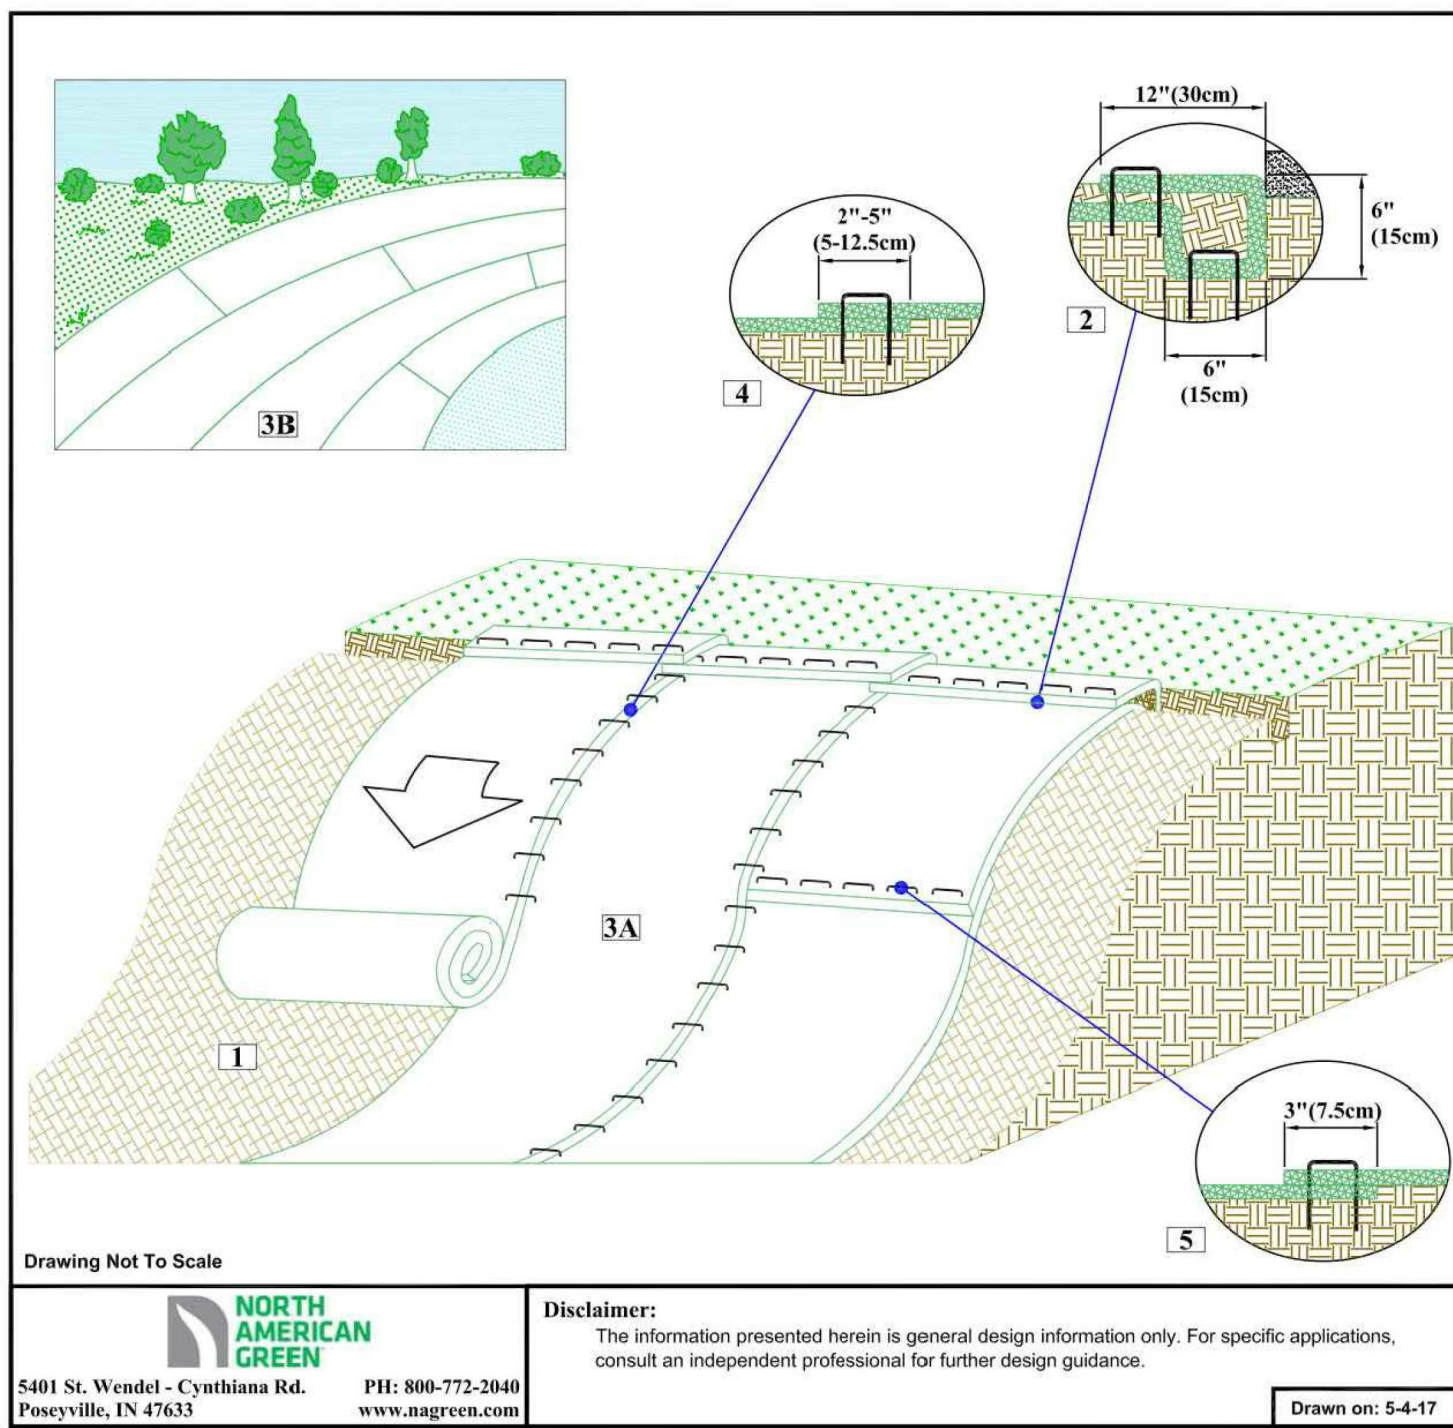 12"(30cm)
2"-5"
(5-12.5cm)
6"
(15cm)
2
4
6"
(15cm)
3B
3A
1
3"(7.5cm)
5
Drawing Not To Scale
NORTH
AMERICAN
GREEN
5401 St. Wendel - Cynthiana Rd. PH: 800-772-2040
Poseyville, IN 47633 www.nagreen.com
Disclaimer:
The information presented herein is general design information only. For specific applications,
consult an independent professional for further design guidance.
Drawn on: 5-4-17